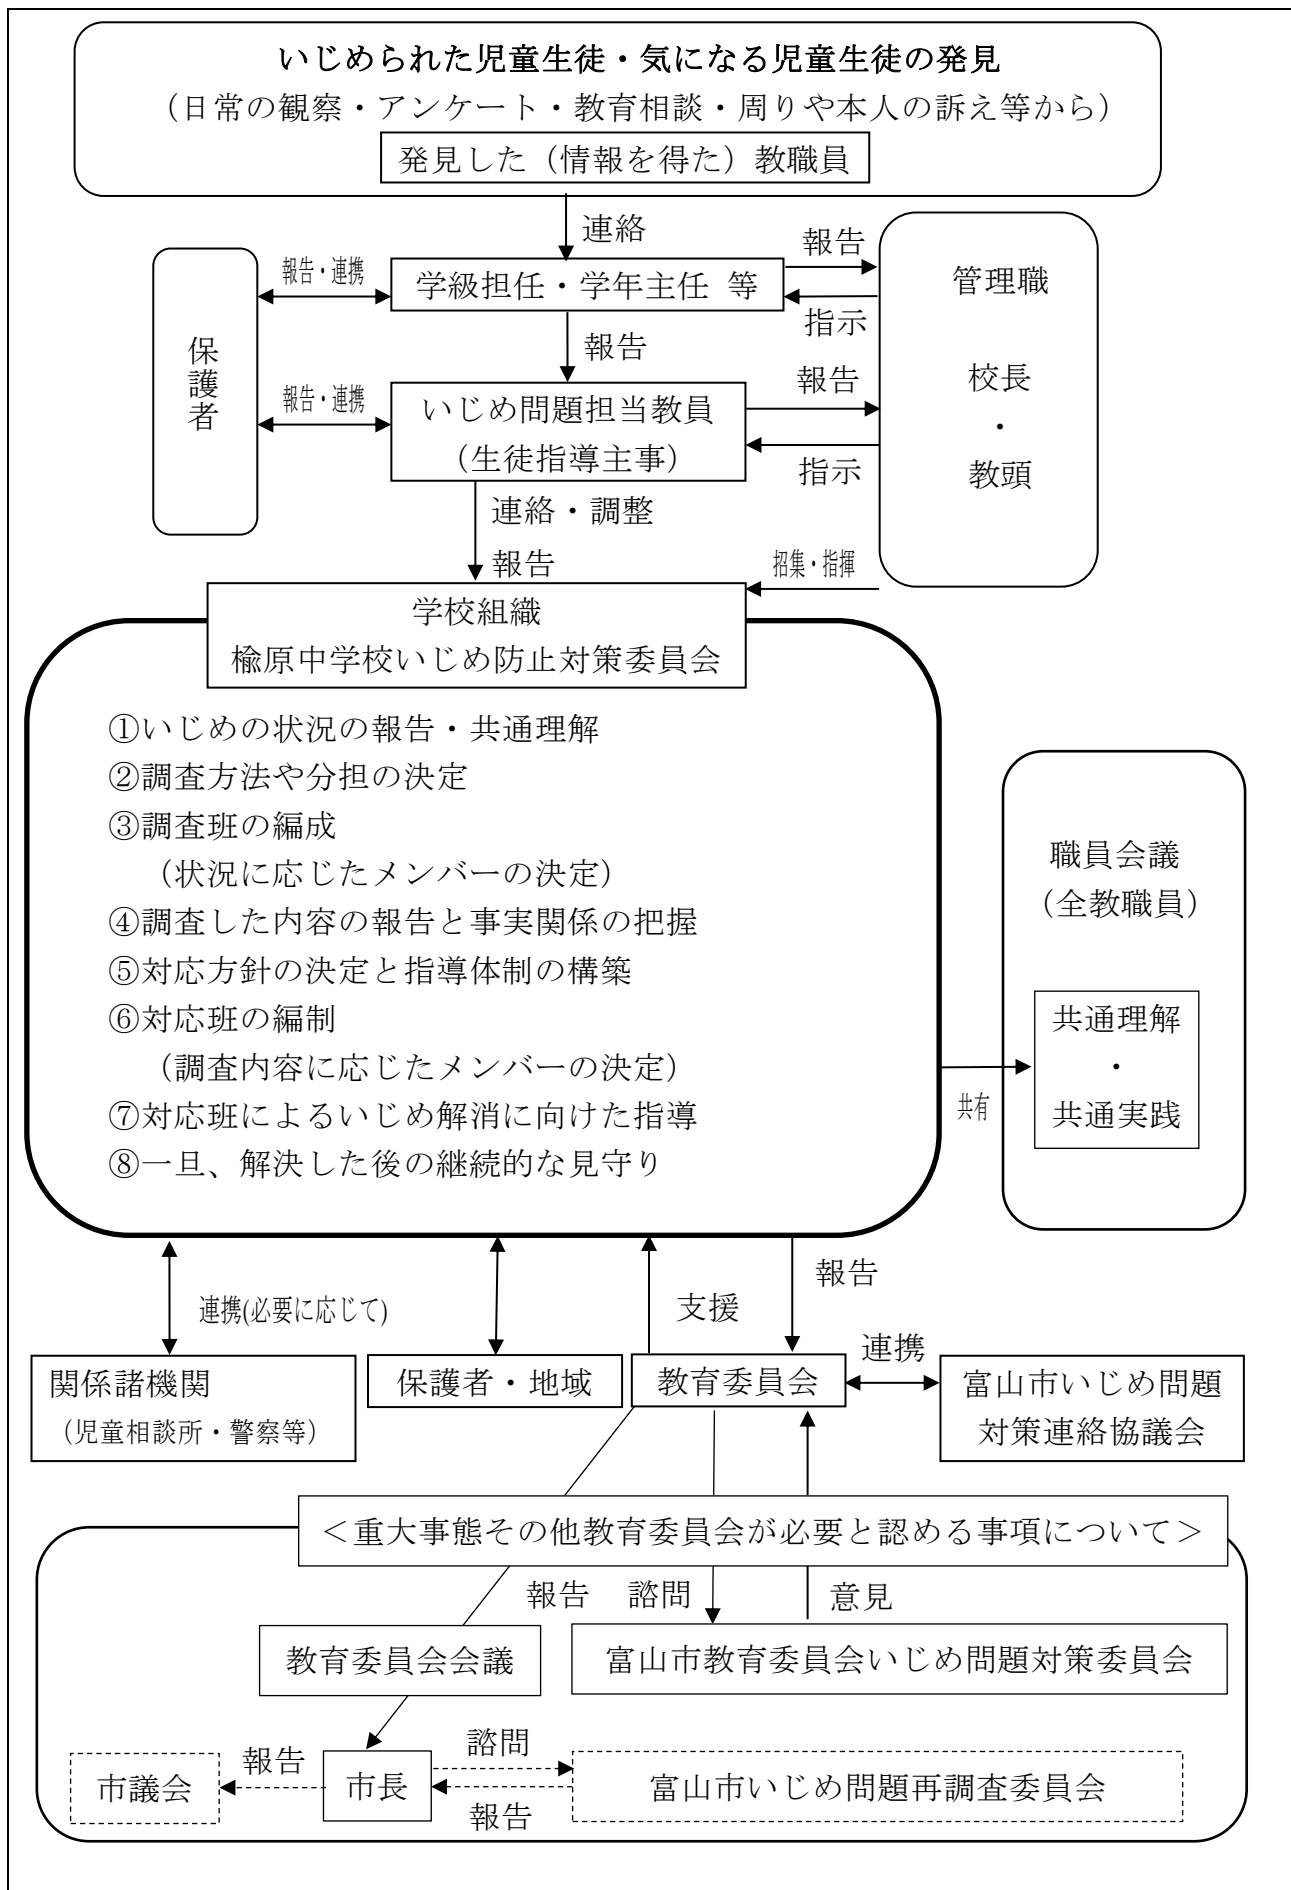 いじめられた児童生徒・気になる児童生徒の発見
（日常の観察・アンケート・教育相談・周りや本人の訴え等から）
発見した（情報を得た）教職員
連絡
報告
報告・連携
学級担任・学年主任 等
管理職
指示
保護者
報告
校長
報告
報告・連携
いじめ問題担当教員
・
（生徒指導主事）
指示
教頭
連絡・調整
報告
招集・指揮
学校組織
楡原中学校いじめ防止対策委員会
①いじめの状況の報告・共通理解
②調査方法や分担の決定
③調査班の編成
（状況に応じたメンバーの決定）
④調査した内容の報告と事実関係の把握
⑤対応方針の決定と指導体制の構築
⑥対応班の編制
（調査内容に応じたメンバーの決定）
⑦対応班によるいじめ解消に向けた指導
⑧一旦、解決した後の継続的な見守り
職員会議
（全教職員）
共通理解
・
共通実践
共有
報告
連携(必要に応じて)
支援
連携
関係諸機関
（児童相談所・警察等）
保護者・地域
教育委員会
富山市いじめ問題
対策連絡協議会
＜重大事態その他教育委員会が必要と認める事項について＞
報告
諮問
意見
教育委員会会議
富山市教育委員会いじめ問題対策委員会
諮問
報告
市議会
市長
富山市いじめ問題再調査委員会
報告